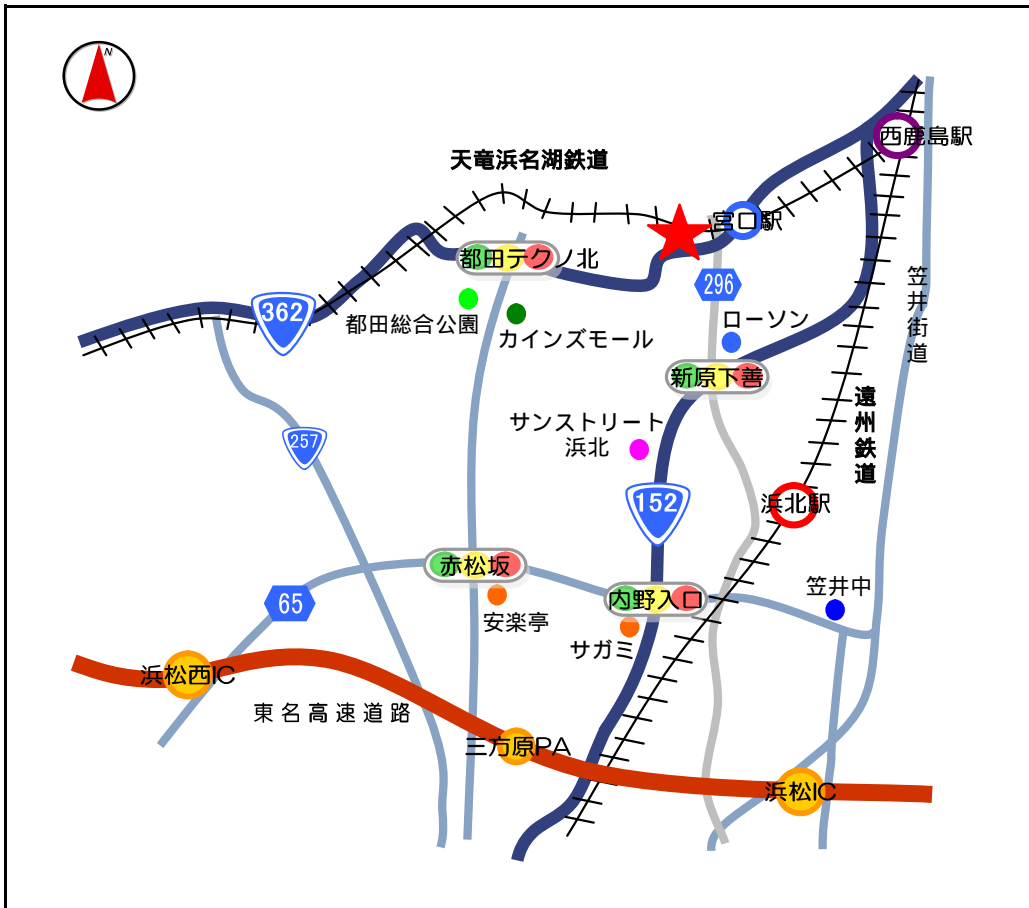 N
西鹿島駅
天竜浜名湖鉄道
宮口駅
都田テクノ北
296
笠井街道
362
都田総合公園
カインズモール
ローソン
新原下善
遠州鉄道
サンストリート
浜北
257
152
浜北駅
赤松坂
65
安楽亭
内野入口
笠井中
サガミ
浜松西IC
東名高速道路
三方原PA
浜松IC